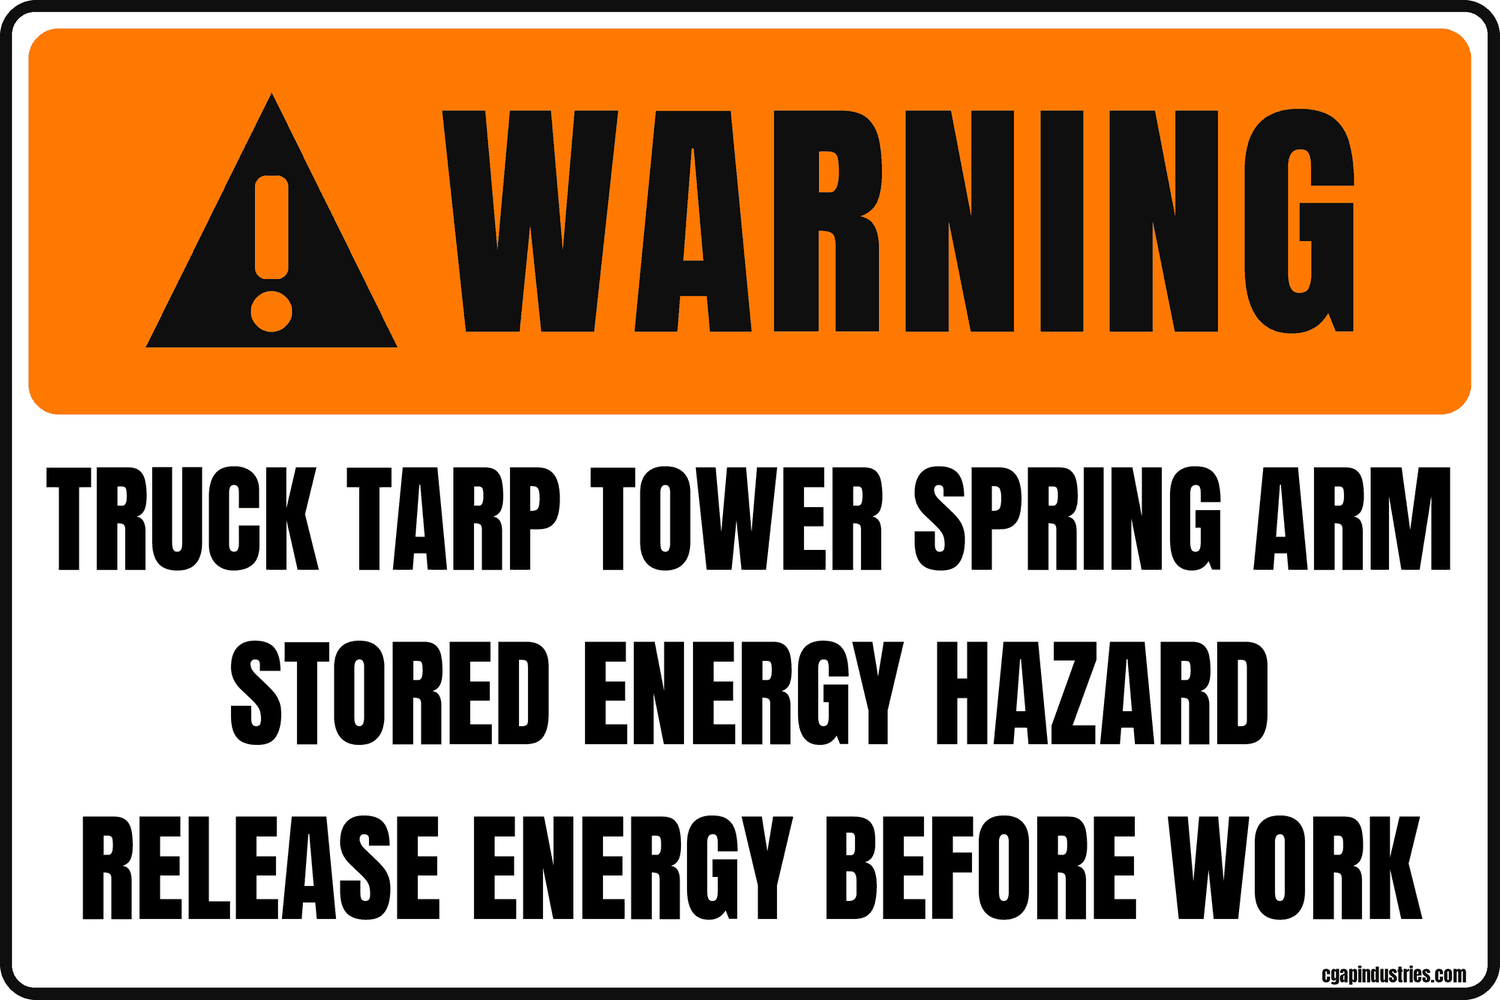 WARNING
TRUCK TARP TOWER SPRING ARM
STORED ENERGY HAZARD
RELEASE ENERGY BEFORE WORK
cgapindustries.com